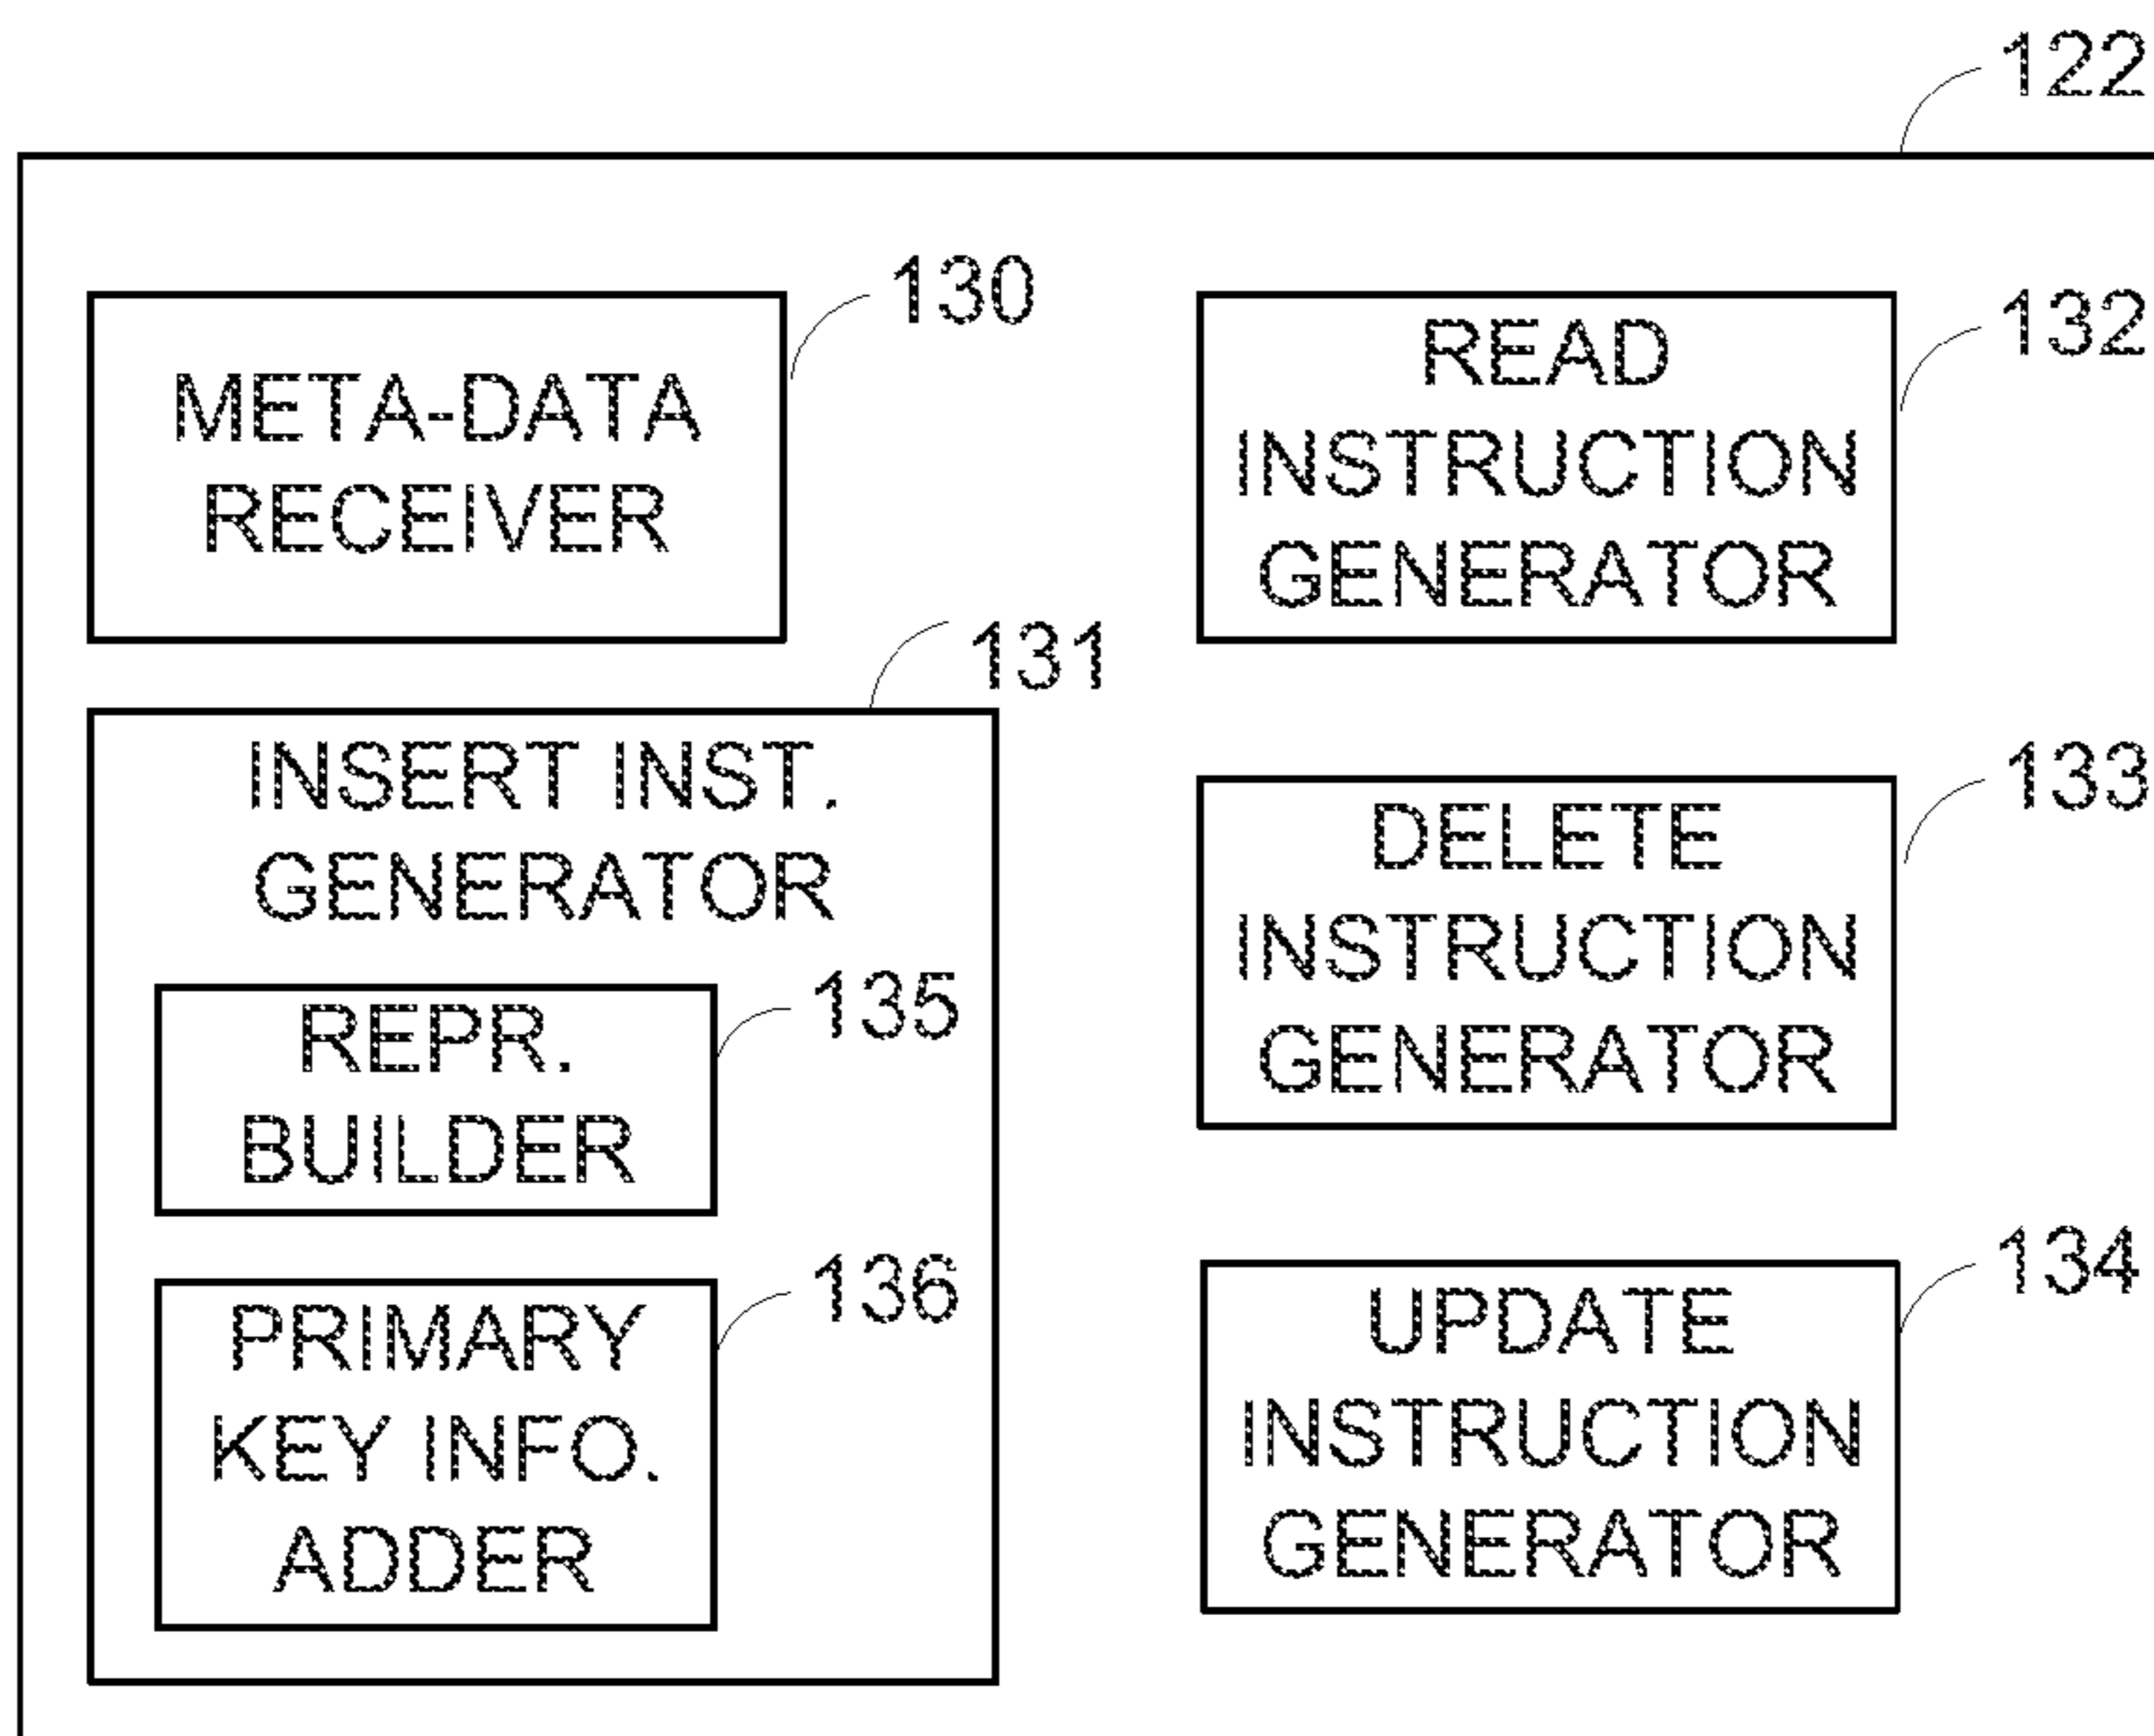 122
130
META-DATA
RECEIVER
132
READ
INSTRUCTION
GENERATOR
131
INSERT INST.
GENERATOR
135
REPR.
BUILDER
136
PRIMARY
KEY INFO.
ADDER
133
DELETE
INSTRUCTION
GENERATOR
134
UPDATE
INSTRUCTION
GENERATOR